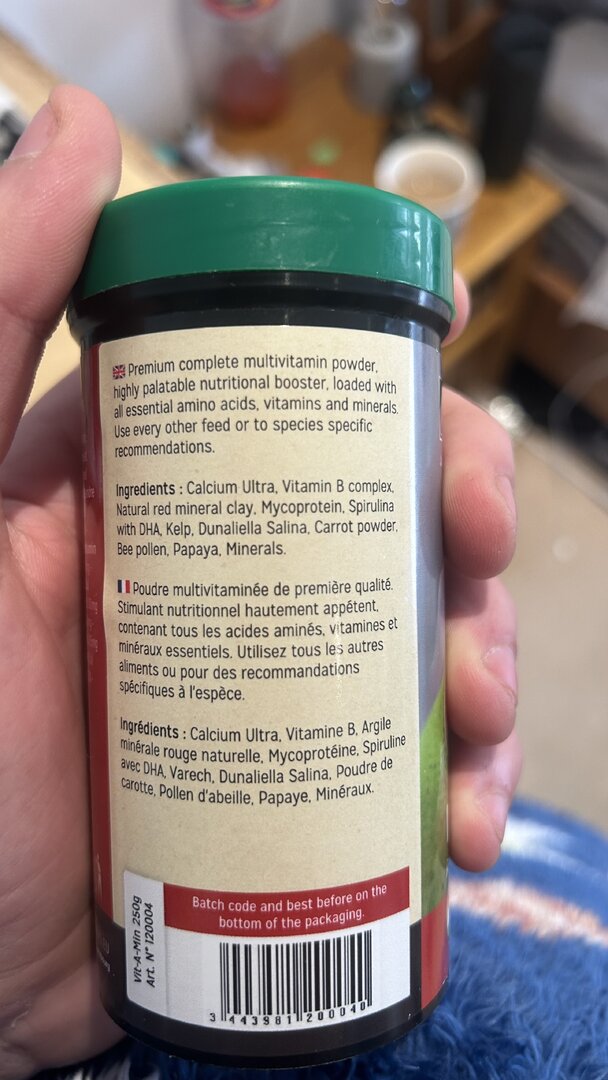 Premium complete multivitamin powder,
highly palatable nutritional booster, loaded with
all essential amino acids, vitamins and minerals.
Use every other feed or to species specific
recommendations.
Ingredients : Calcium Ultra, Vitamin B complex,
Natural red mineral clay, Mycoprotein, Spirulina
with DHA, Kelp, Dunaliella Salina, Carrot powder,
Bee pollen, Papaya, Minerals.
Poudre multivitaminée de première qualité.
Stimulant nutritionnel hautement appétent,
contenant tous les acides aminés, vitamines et
minéraux essentiels. Utilisez tous les autres
aliments ou pour des recommandations
spécifiques à l'espèce.
Ingrédients : Calcium Ultra, Vitamine B, Argile
minérale rouge naturelle, Mycoprotéine, Spiruline
avec DHA, Varech, Dunaliella Salina, Poudre de
carotte, Pollen d'abeille, Papaye, Minéraux.
Batch code and best before on the
bottom of the packaging.
Vit-A-Min 250g
Art. N° 120004
3 443981 200040